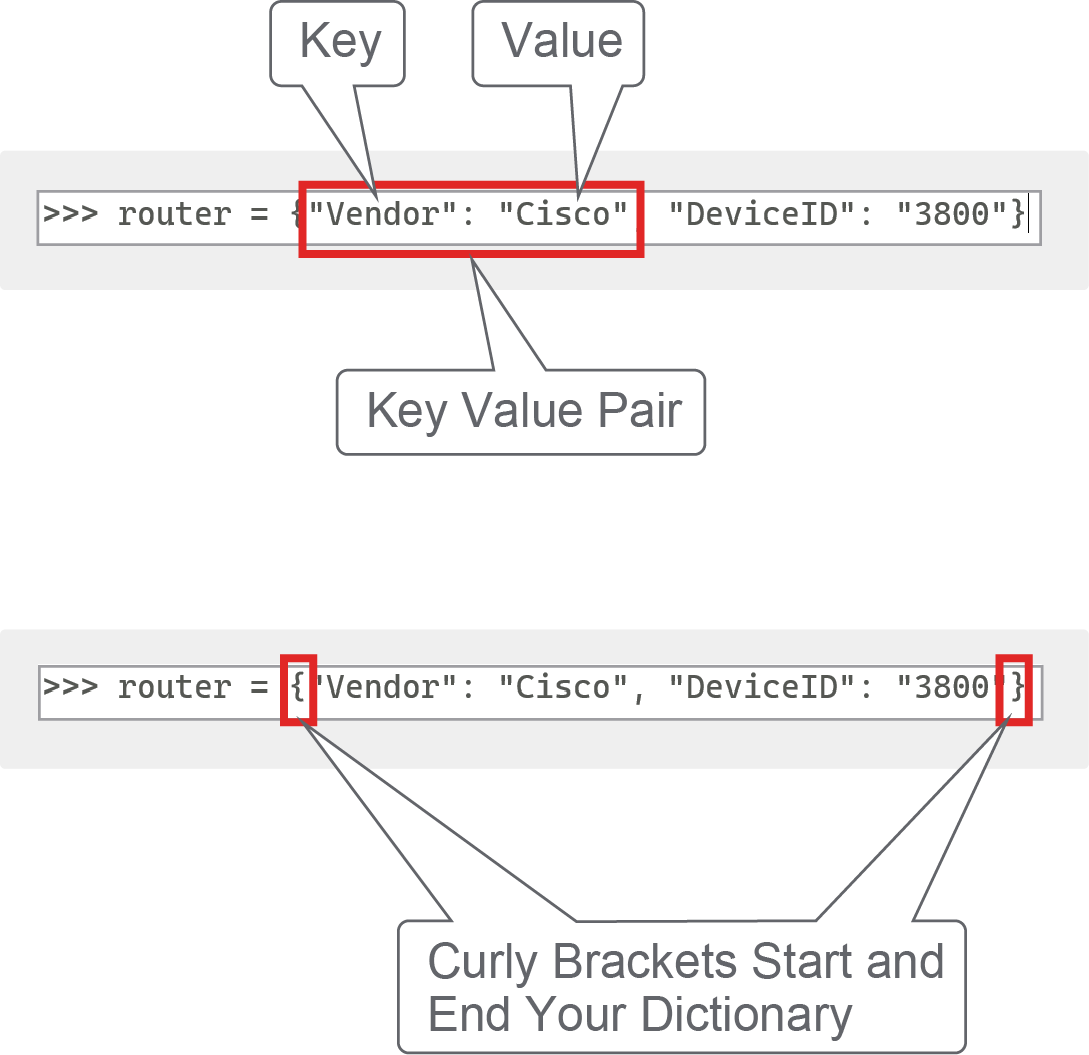 Key
Value
>>> router = {"Vendor": "Cisco", "DeviceID": "3800"}
Key Value Pair
>>> router = {"Vendor": "Cisco", "DeviceID": "3800"}
Curly Brackets Start and
End Your Dictionary